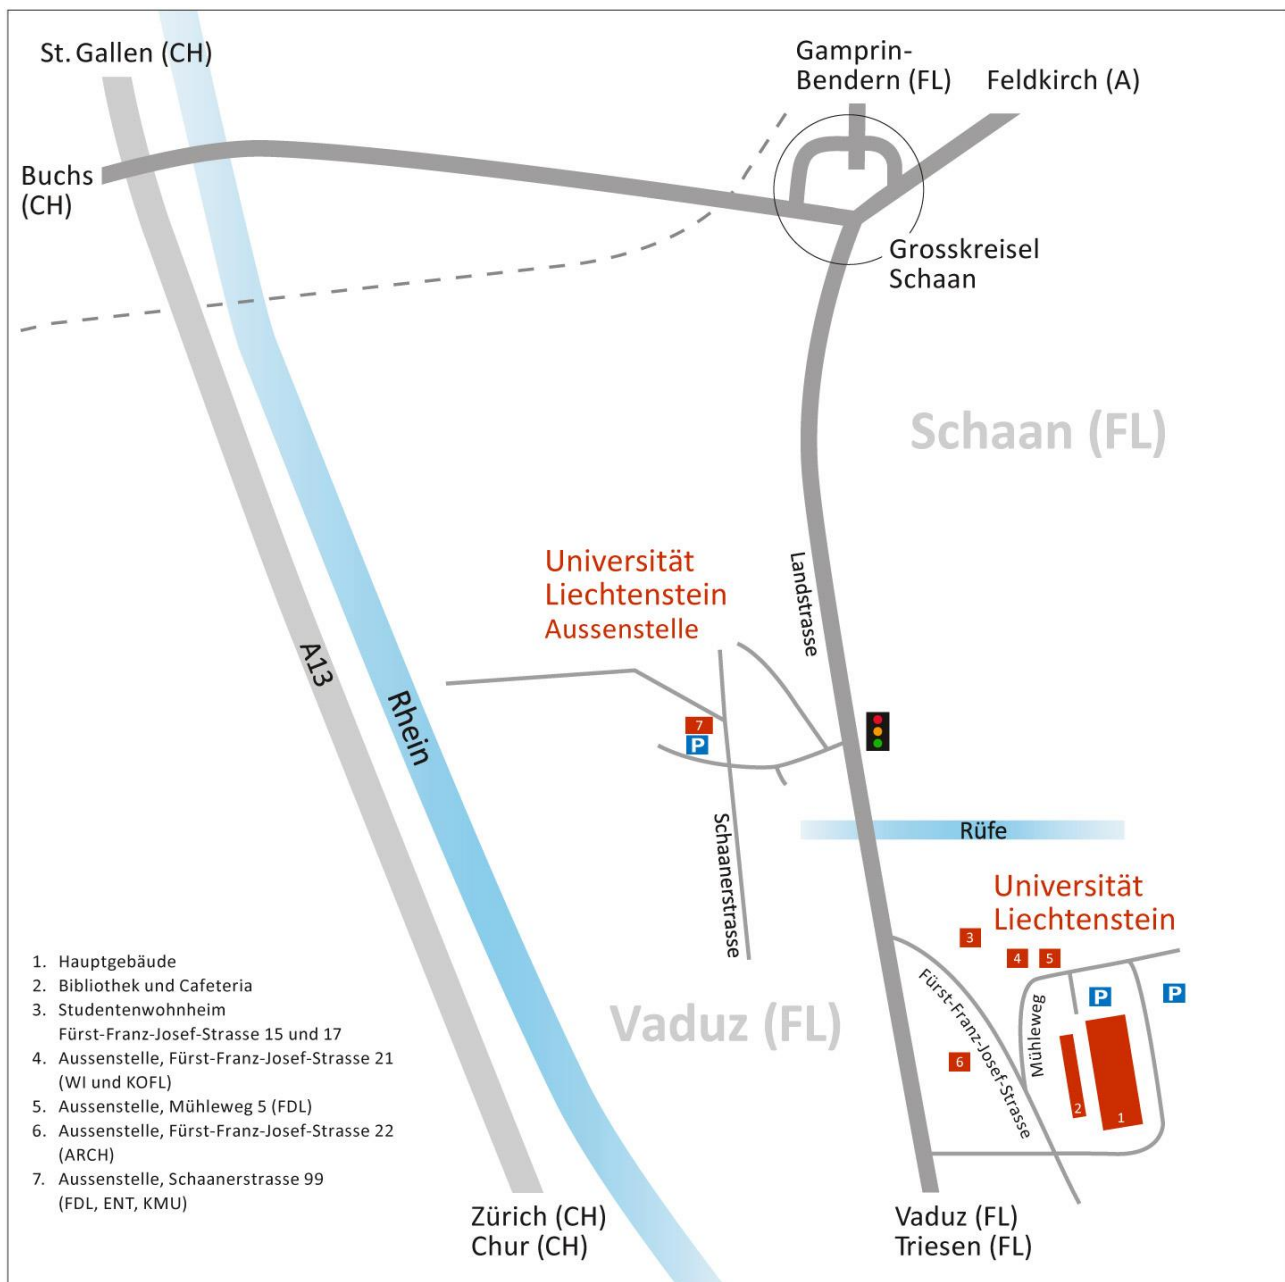 St. Gallen (CH)
Gamprin-
Bendern (FL)
Feldkirch (A)
Buchs
(CH)
Grosskreisel
Schaan
Schaan (FL)
Landstrasse
Universität
Liechtenstein
Aussenstelle
A13
Rhein
7
P
Schaanerstrasse
Rüfe
Universität
Liechtenstein
3
4
5
Fürst-Franz-Josef-Strasse
Mühleweg
P
P
Vaduz (FL)
6
2
1
1. Hauptgebäude
2. Bibliothek und Cafeteria
3. Studentenwohnheim
Fürst-Franz-Josef-Strasse 15 und 17
4. Aussenstelle, Fürst-Franz-Josef-Strasse 21
(WI und KOFL)
5. Aussenstelle, Mühleweg 5 (FDL)
6. Aussenstelle, Fürst-Franz-Josef-Strasse 22
(ARCH)
7. Aussenstelle, Schaanerstrasse 99
(FDL, ENT, KMU)
Zürich (CH)
Chur (CH)
Vaduz (FL)
Triesen (FL)